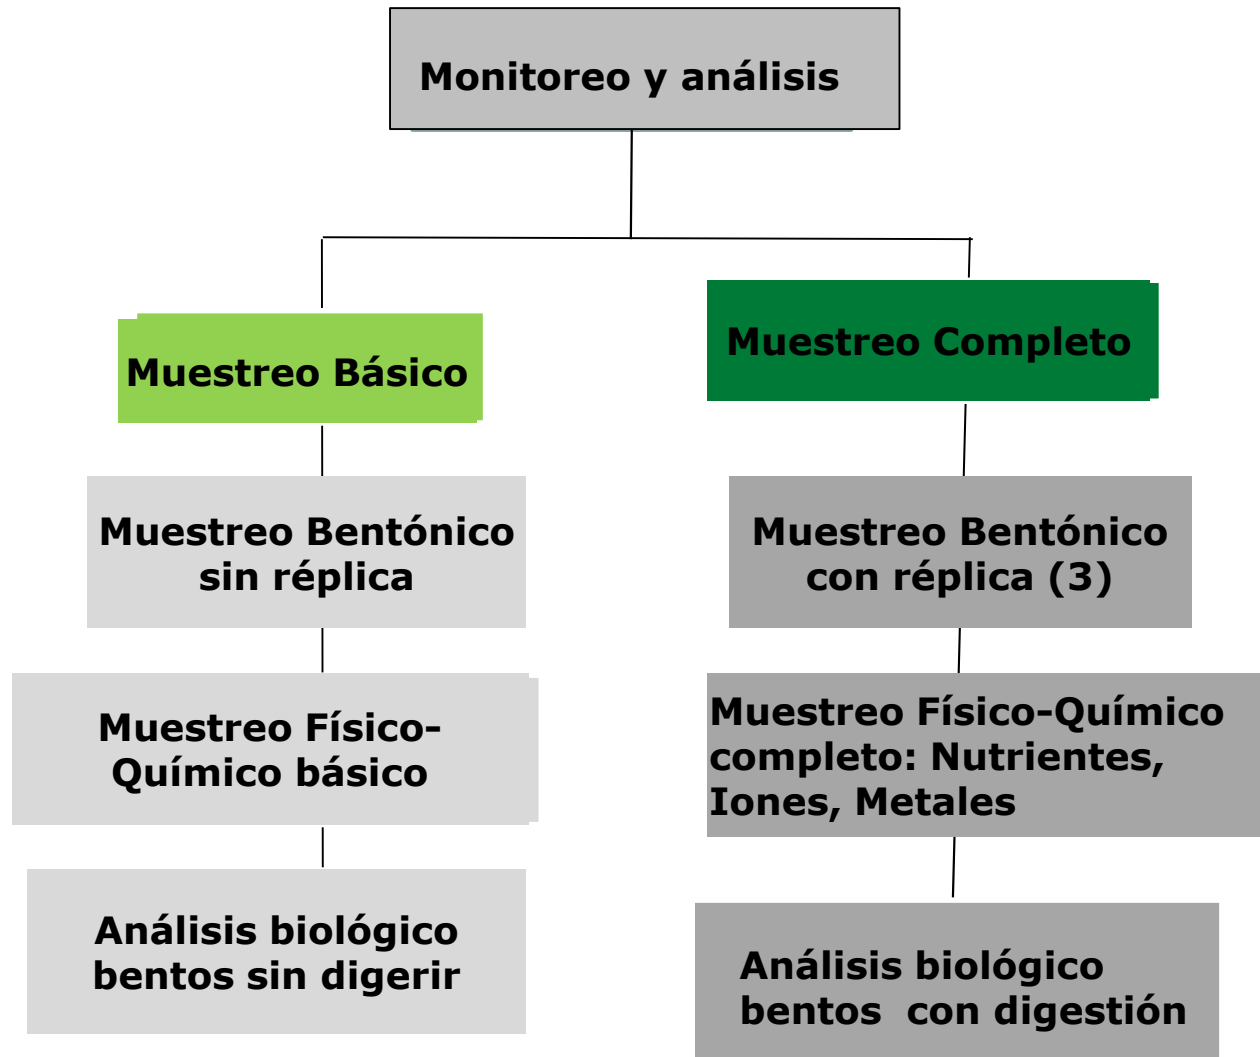 Monitoreo y análisis
Muestreo Básico
Muestreo Bentónico
sin réplica
Muestreo Físico-
Químico básico
Análisis biológico
bentos sin digerir
Muestreo Completo
Muestreo Bentónico
con réplica (3)
Muestreo Físico-Químico
completo: Nutrientes,
Iones, Metales
Análisis biológico
bentos  con digestión